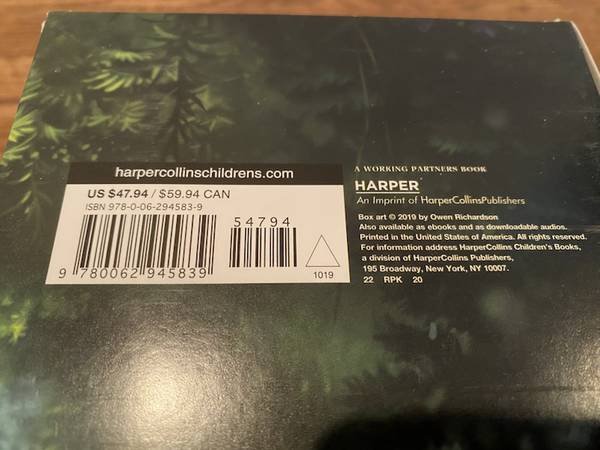 harpercollinschildrens.com
US $47.94 / $59.94 CAN
ISBN 978-0-06-294583-9
54794
9 780062 945839
1019
A WORKING PARTNERS BOOK
HARPER
An Imprint of HarperCollinsPublishers
Box art © 2019 by Owen Richardson
Also available as ebooks and as downloadable audios.
Printed in the United States of America. All rights reserved.
For information address HarperCollins Children's Books,
a division of HarperCollins Publishers,
195 Broadway, New York, NY 10007.
22 RPK 20